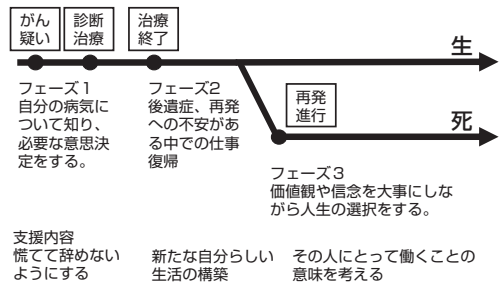 がん
疑い
診断
治療
治療
終了
生
フェーズ1
自分の病気に
ついて知り、
必要な意思決
定をする。
フェーズ2
後遺症、再発
への不安があ
る中での仕事
復帰
再発
進行
死
フェーズ3
価値観や信念を大事にしな
がら人生の選択をする。
支援内容
慌てて辞めない
ようにする
新たな自分らしい
生活の構築
その人にとって働くことの
意味を考える